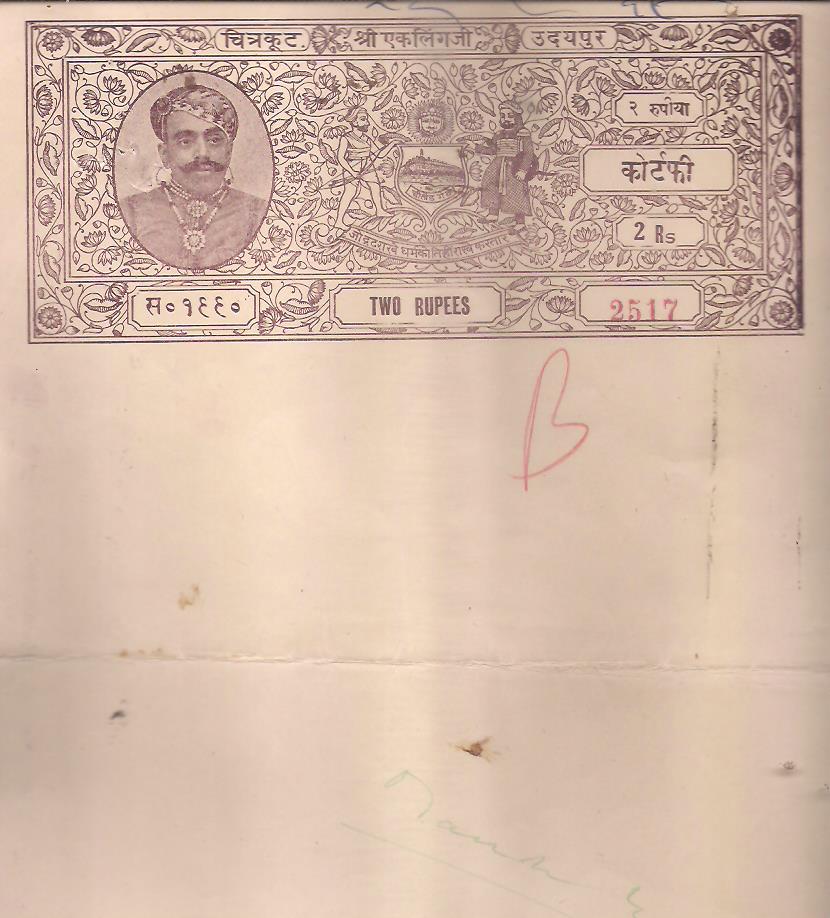 चित्रकूट. श्री एकलिंगजी उदयपुर
२ रुपीया
कोर्टफी
2 Rs
स० १९९० TWO RUPEES 2517
B